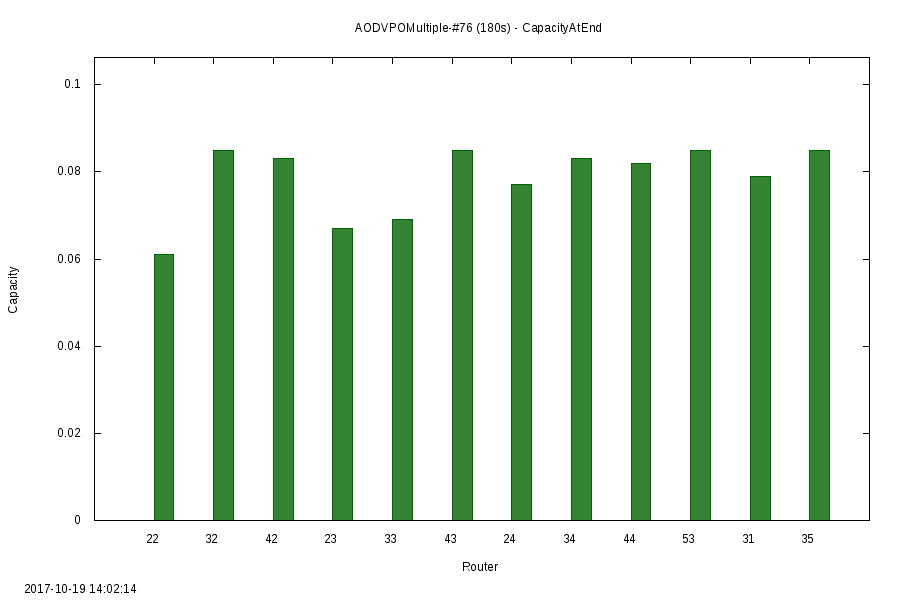 AODVPOMultiple-#76 (180s) - CapacityAtEnd
0.1
0.08
0.06
0.04
0.02
0
Capacity
22 32 42 23 33 43 24 34 44 53 31 35
Router
2017-10-19 14:02:14